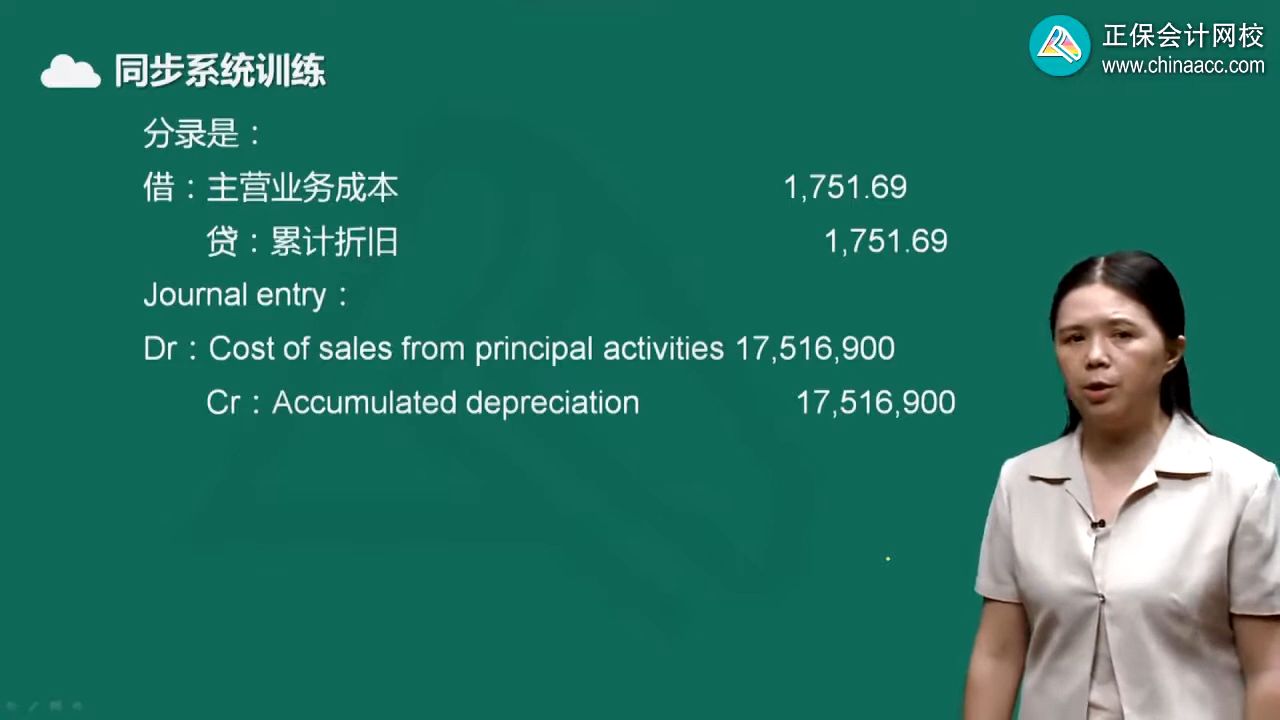 正保会计网校
www.chinaacc.com
同步系统训练
分录是：
借：主营业务成本 1,751.69
贷：累计折旧 1,751.69
Journal entry：
Dr：Cost of sales from principal activities 17,516,900
Cr：Accumulated depreciation 17,516,900